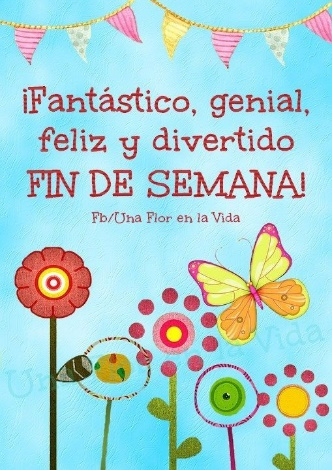 ¡Fantástico, genial,
feliz y divertido
FIN DE SEMANA!
Fb/Una Flor en la Vida